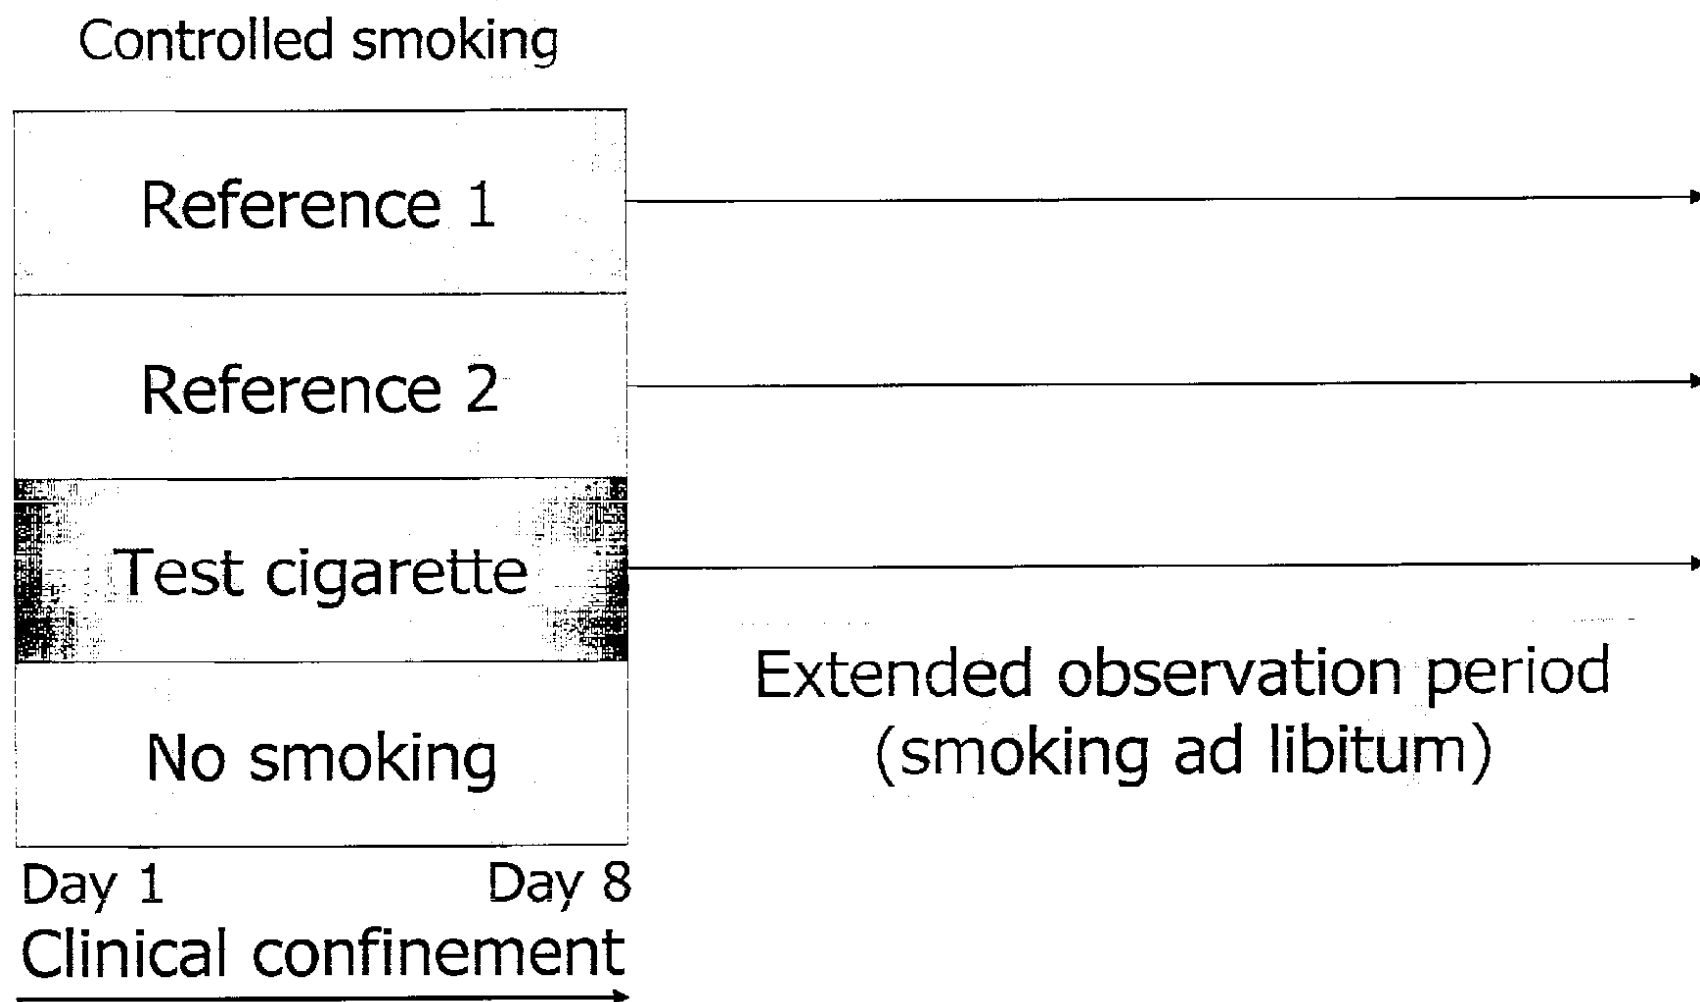 Controlled smoking
Reference 1
Reference 2
Test cigarette
No smoking
Extended observation period
(smoking ad libitum)
Day 1
Day 8
Clinical confinement